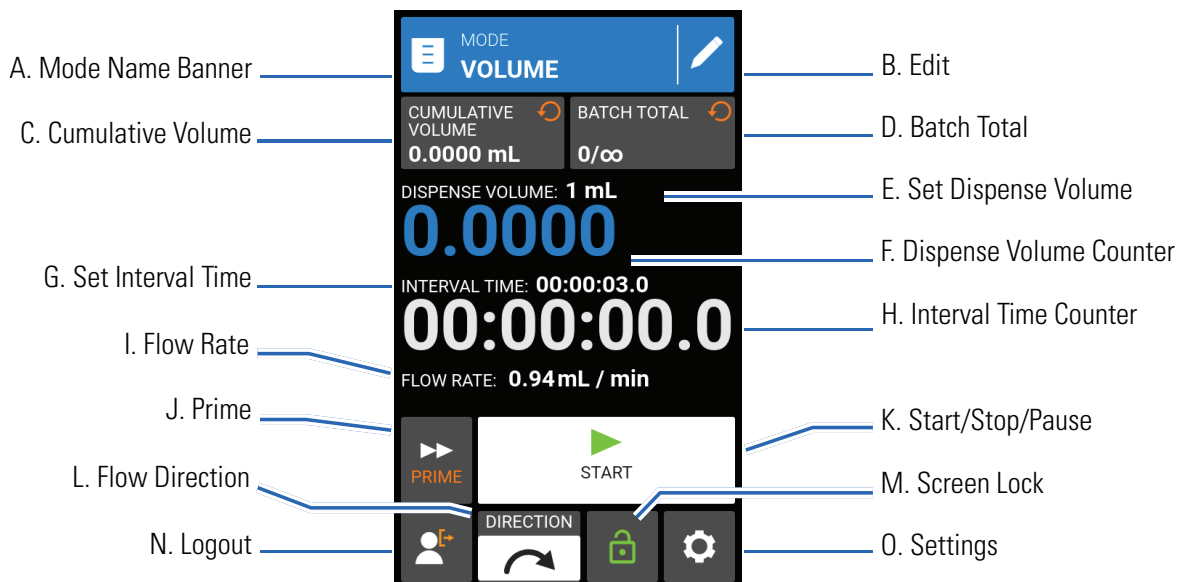 A. Mode Name Banner
MODE
VOLUME
B. Edit
C. Cumulative Volume
CUMULATIVE
VOLUME
0.0000 mL
BATCH TOTAL
0/∞
D. Batch Total
DISPENSE VOLUME: 1 mL
E. Set Dispense Volume
0.0000
F. Dispense Volume Counter
G. Set Interval Time
INTERVAL TIME: 00:00:03.0
00:00:00.0
H. Interval Time Counter
I. Flow Rate
FLOW RATE: 0.94 mL / min
J. Prime
PRIME
START
K. Start/Stop/Pause
L. Flow Direction
DIRECTION
M. Screen Lock
N. Logout
O. Settings